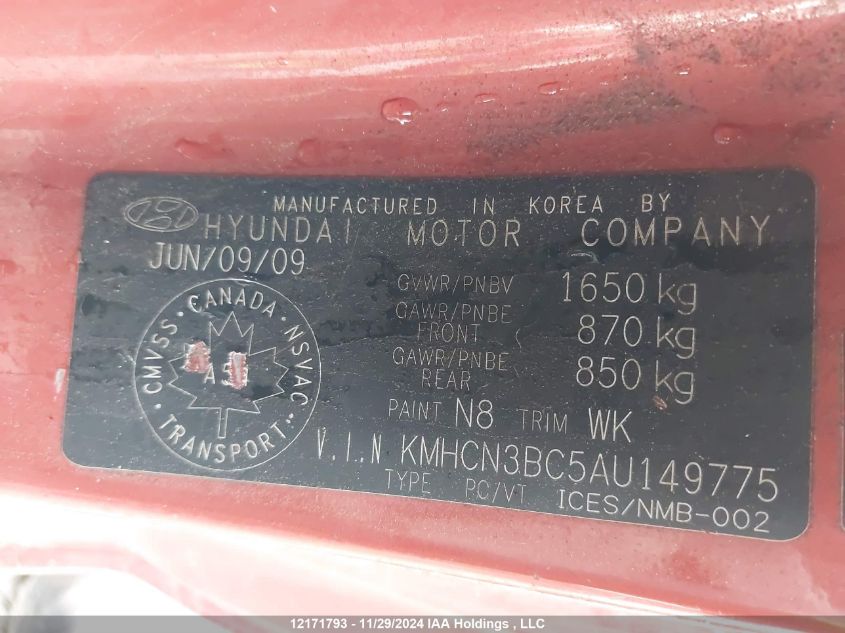 MANUFACTURED IN KOREA BY
HYUNDAI MOTOR COMPANY
JUN/09/09
GVWR/PNBV 1650 kg
GAWR/PNBE FRONT 870 kg
GAWR/PNBE REAR 850 kg
PAINT N8 TRIM WK
V.I.N KMHCN3BC5AU149775
TYPE PC/VT ICES/NMB-002
CMVSS · CANADA · NSVAC
TRANSPORT
12171793 - 11/29/2024 IAA Holdings , LLC